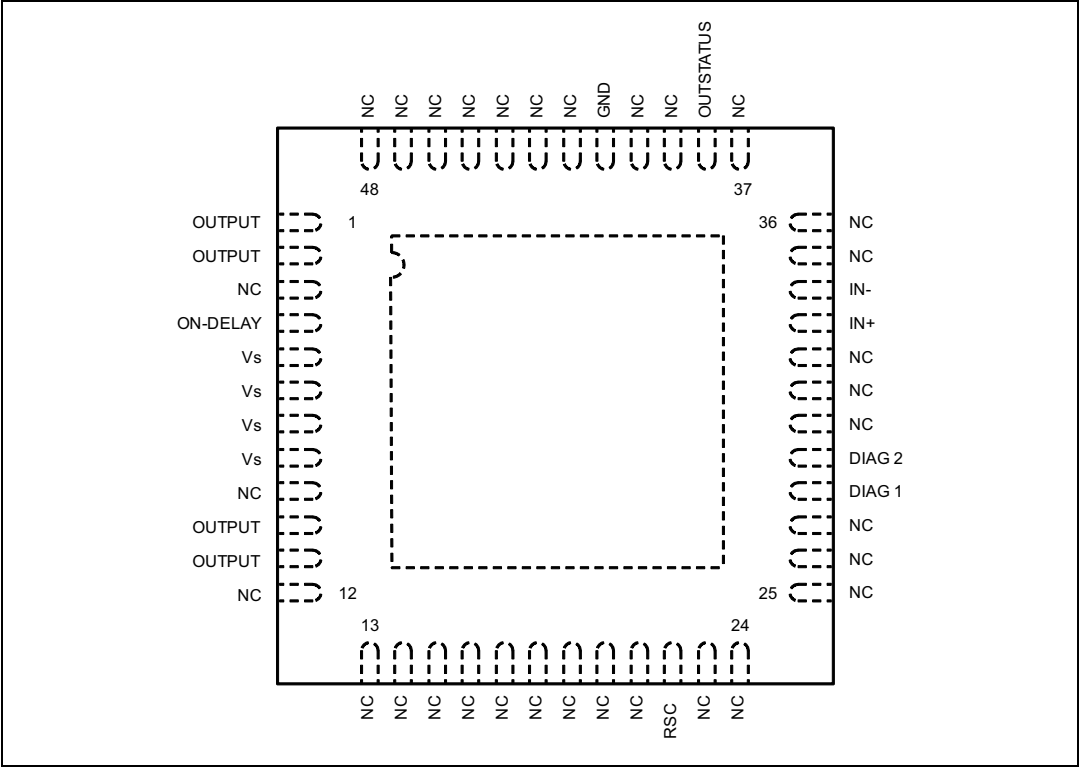 NC NC NC NC NC NC NC GND NC NC OUTSTATUS NC
48 37
OUTPUT 1 36 NC
OUTPUT NC
NC IN-
ON-DELAY IN+
Vs NC
Vs NC
Vs NC
Vs DIAG 2
NC DIAG 1
OUTPUT NC
OUTPUT NC
NC 12 25 NC
13 24
NC NC NC NC NC NC NC NC NC RSC NC NC